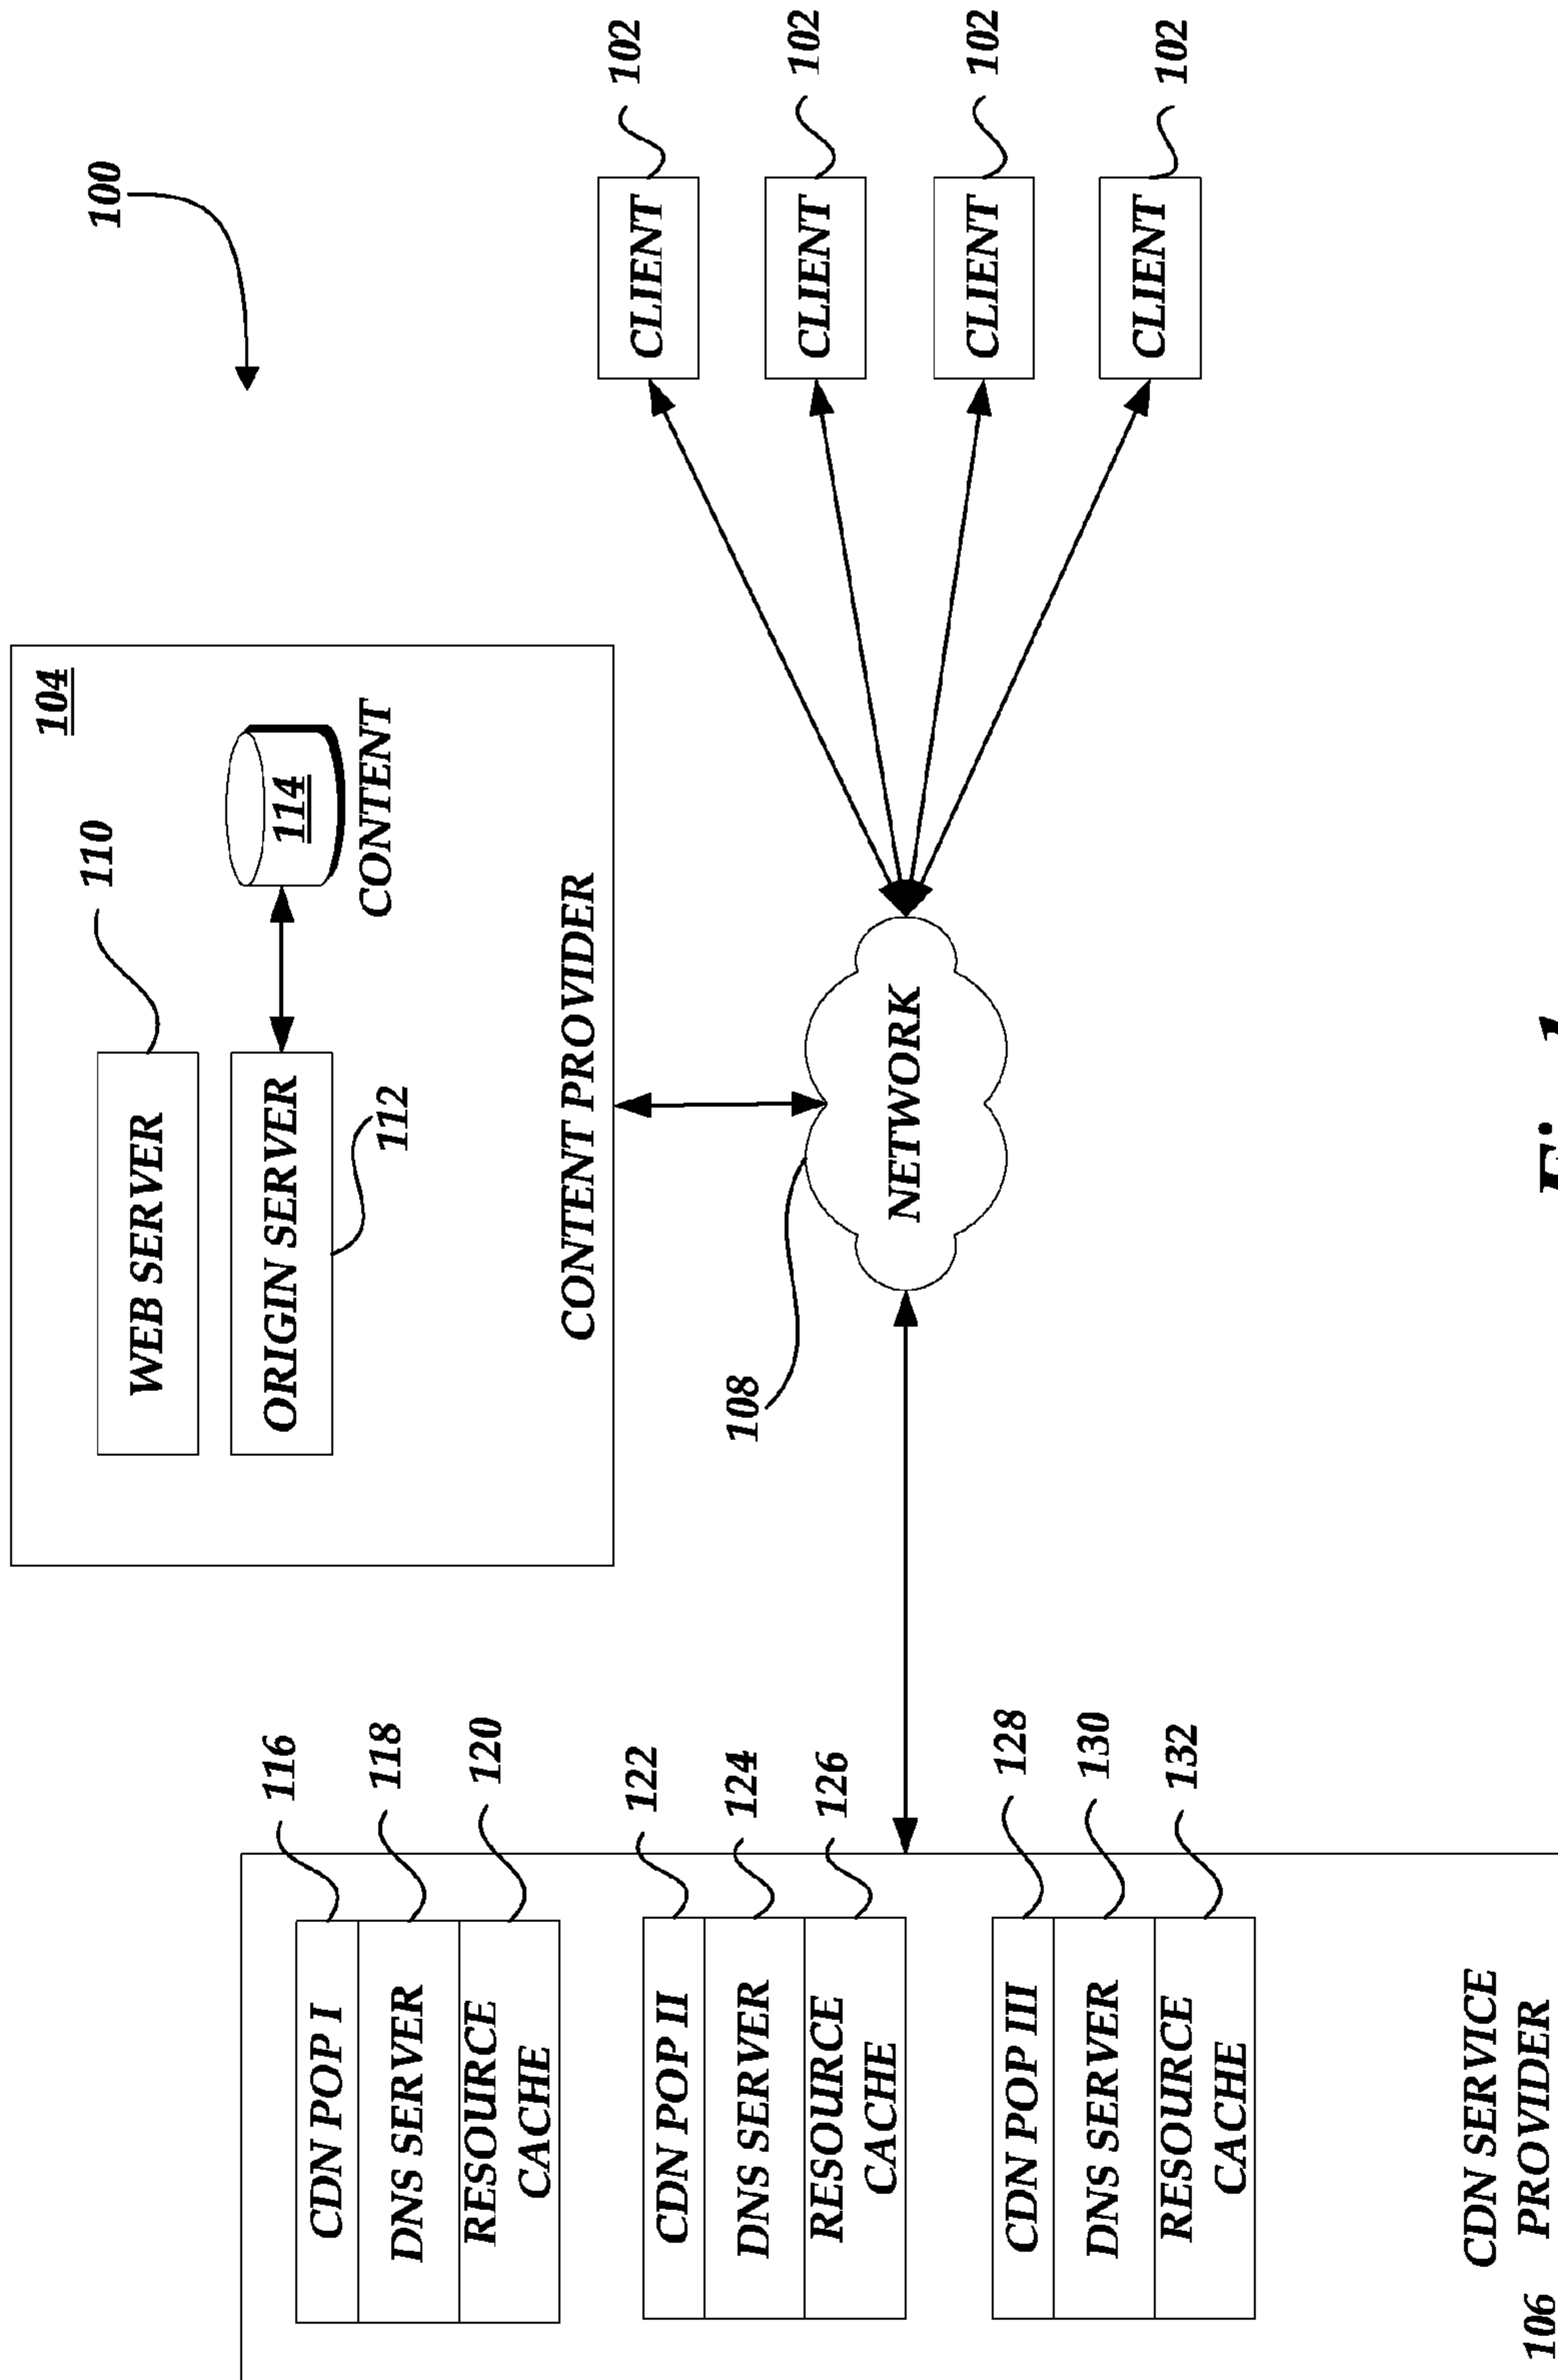 100
104
110
WEB SERVER
ORIGIN SERVER
112
114
CONTENT
CONTENT PROVIDER
116
CDN POP I
118
DNS SERVER
120
RESOURCE
CACHE
122
CDN POP II
124
DNS SERVER
126
RESOURCE
CACHE
128
CDN POP III
130
DNS SERVER
132
RESOURCE
CACHE
CDN SERVICE
106 PROVIDER
108
NETWORK
CLIENT
102
CLIENT
102
CLIENT
102
CLIENT
102